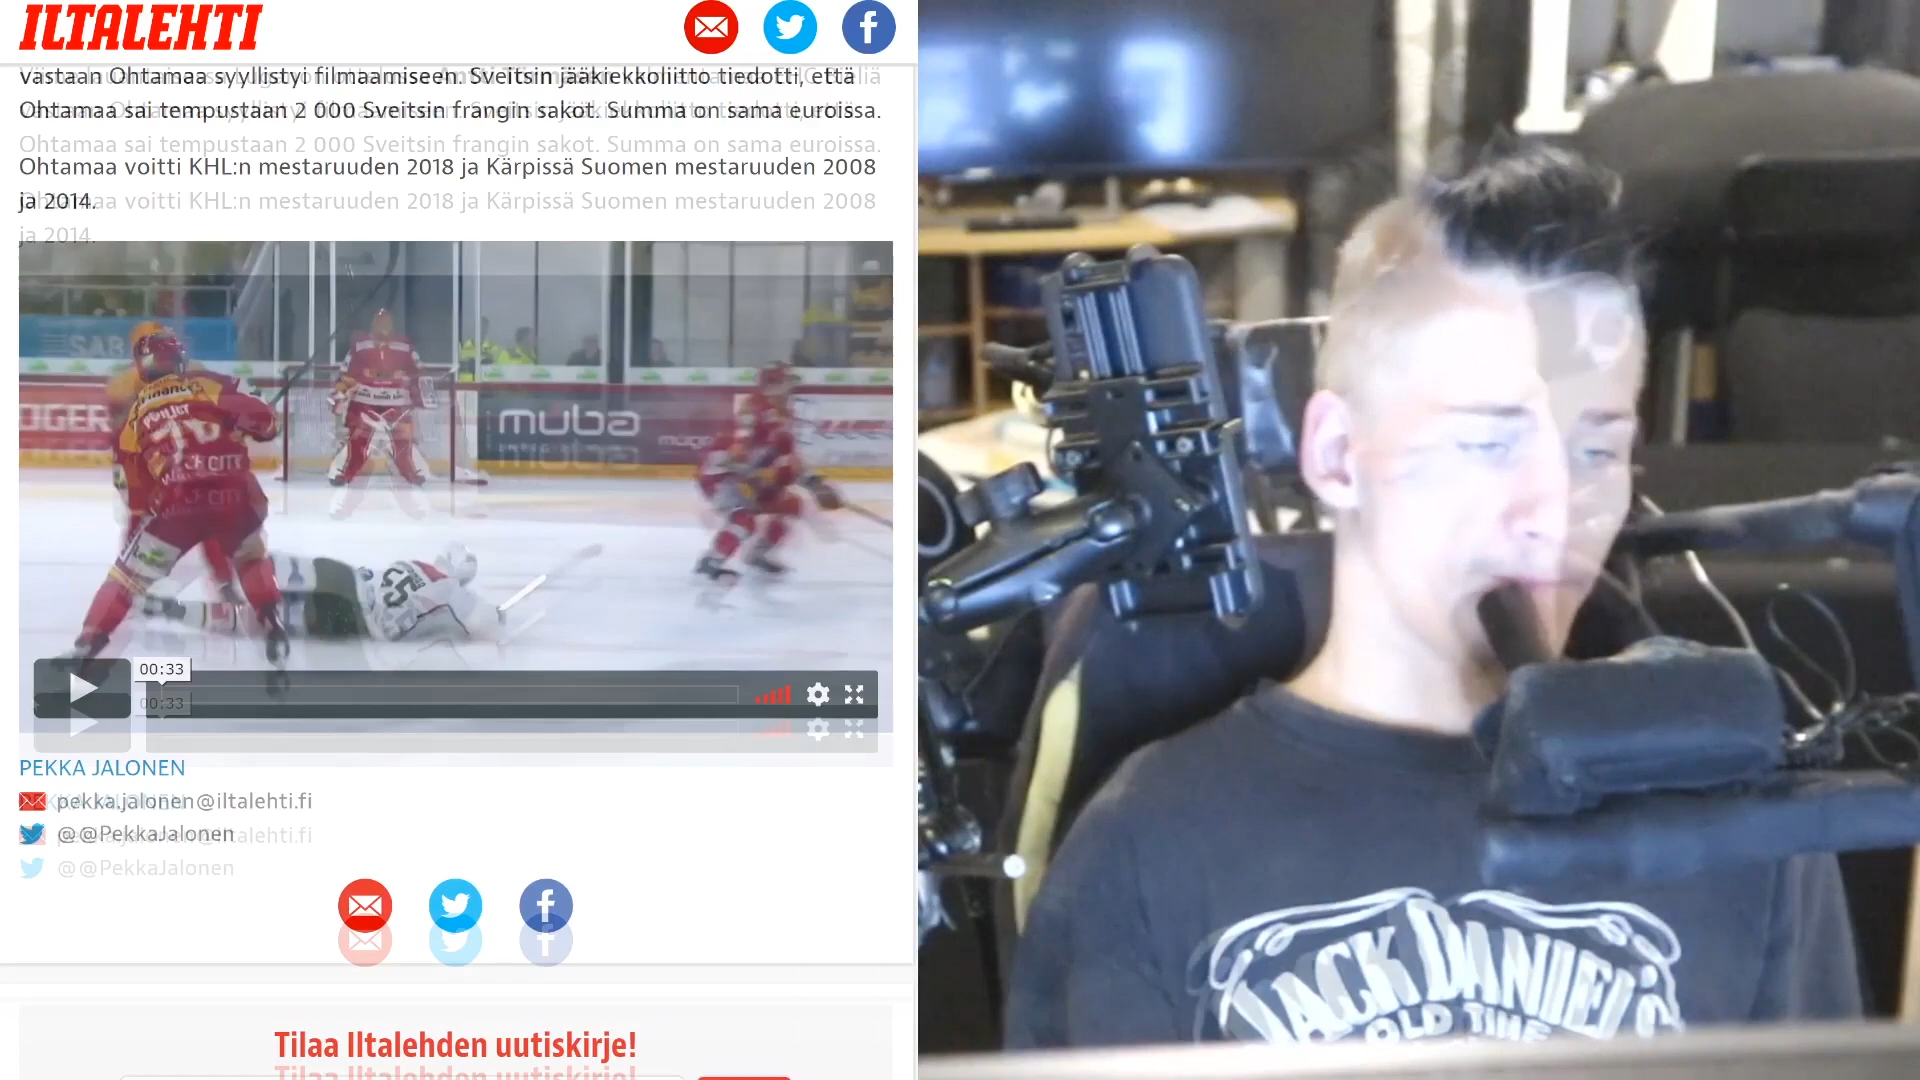 ILTALEHTI
vastaan Ohtamaa syyllistyi filmaamiseen. Sveitsin jääkiekkoliitto tiedotti, että
Ohtamaa sai tempustaan 2 000 Sveitsin frangin sakot. Summa on sama euroissa.
Ohtamaa voitti KHL:n mestaruuden 2018 ja Kärpissä Suomen mestaruuden 2008
ja 2014.
muba
55
00:33
PEKKA JALONEN
pekka.jalonen@iltalehti.fi
@@PekkaJalonen
Tilaa Iltalehden uutiskirje!
JACK DANIEL'S
OLD TIME